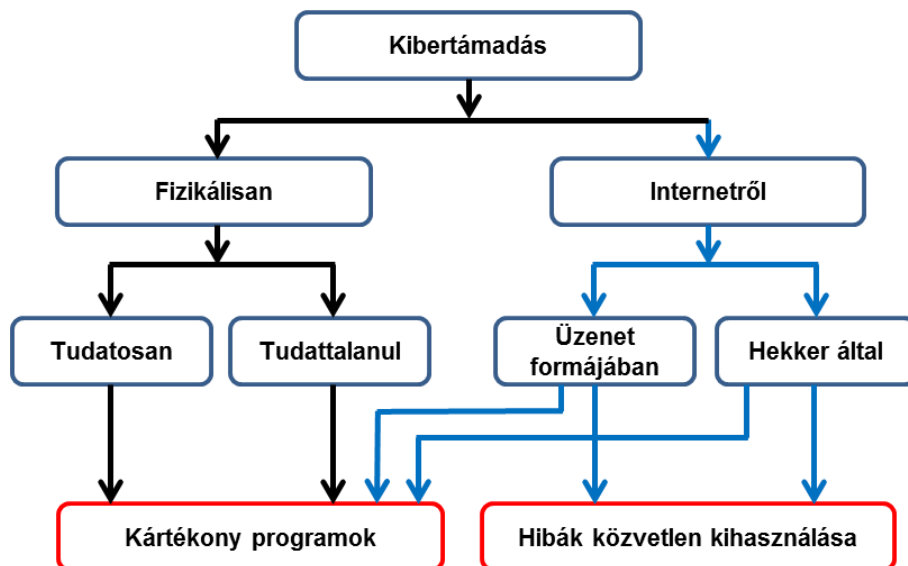 Kibertámadás
Fizikálisan
Internetről
Tudatosan
Tudattalanul
Üzenet
formájában
Hekker által
Kártékony programok
Hibák közvetlen kihasználása